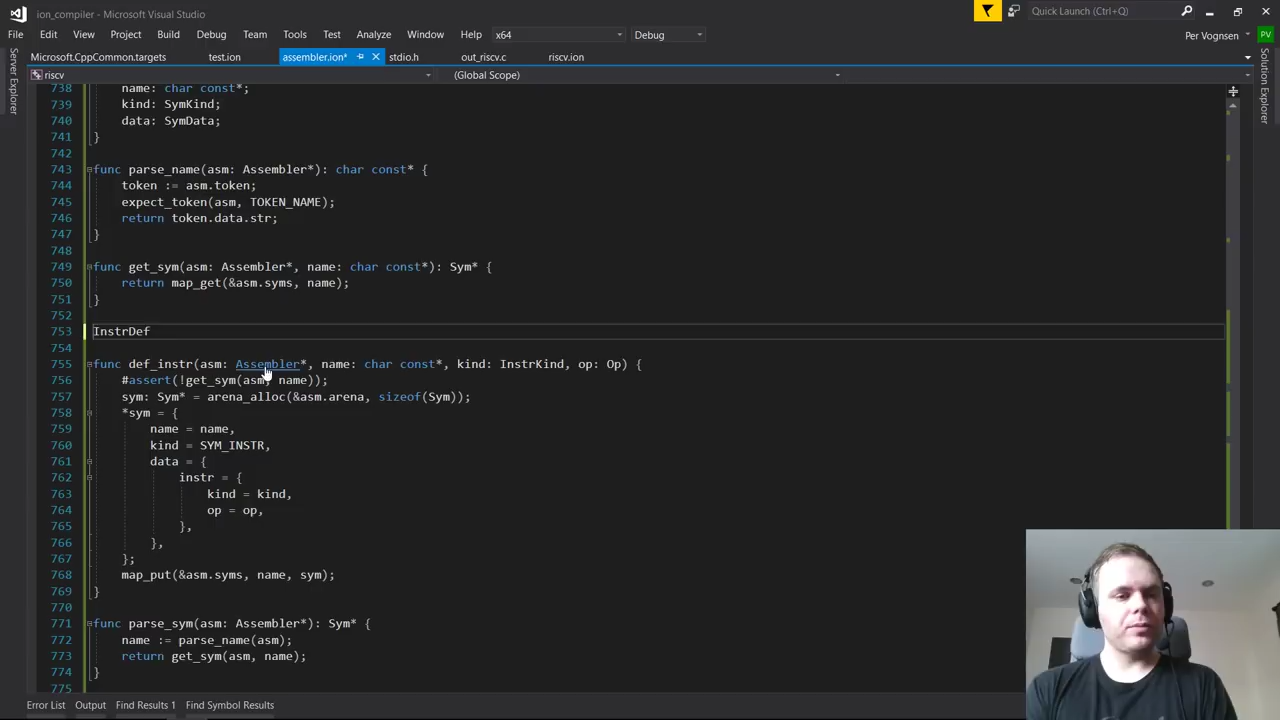 ion_compiler - Microsoft Visual Studio
Quick Launch (Ctrl+Q)
File Edit View Project Build Debug Team Tools Test Analyze Window Help x64 Debug
Per Vognsen PV
Microsoft.CppCommon.targets test.ion assembler.ion* stdio.h out_riscv.c riscv.ion
riscv (Global Scope)
Server Explorer
Solution Explorer
738 name: char const*;
739 kind: SymKind;
740 data: SymData;
741 }
742
743 func parse_name(asm: Assembler*): char const* {
744 token := asm.token;
745 expect_token(asm, TOKEN_NAME);
746 return token.data.str;
747 }
748
749 func get_sym(asm: Assembler*, name: char const*): Sym* {
750 return map_get(&asm.syms, name);
751 }
752
753 InstrDef
754
755 func def_instr(asm: Assembler*, name: char const*, kind: InstrKind, op: Op) {
756 #assert(!get_sym(asm, name));
757 sym: Sym* = arena_alloc(&asm.arena, sizeof(Sym));
758 *sym = {
759 name = name,
760 kind = SYM_INSTR,
761 data = {
762 instr = {
763 kind = kind,
764 op = op,
765 },
766 },
767 };
768 map_put(&asm.syms, name, sym);
769 }
770
771 func parse_sym(asm: Assembler*): Sym* {
772 name := parse_name(asm);
773 return get_sym(asm, name);
774 }
775
Error List Output Find Results 1 Find Symbol Results